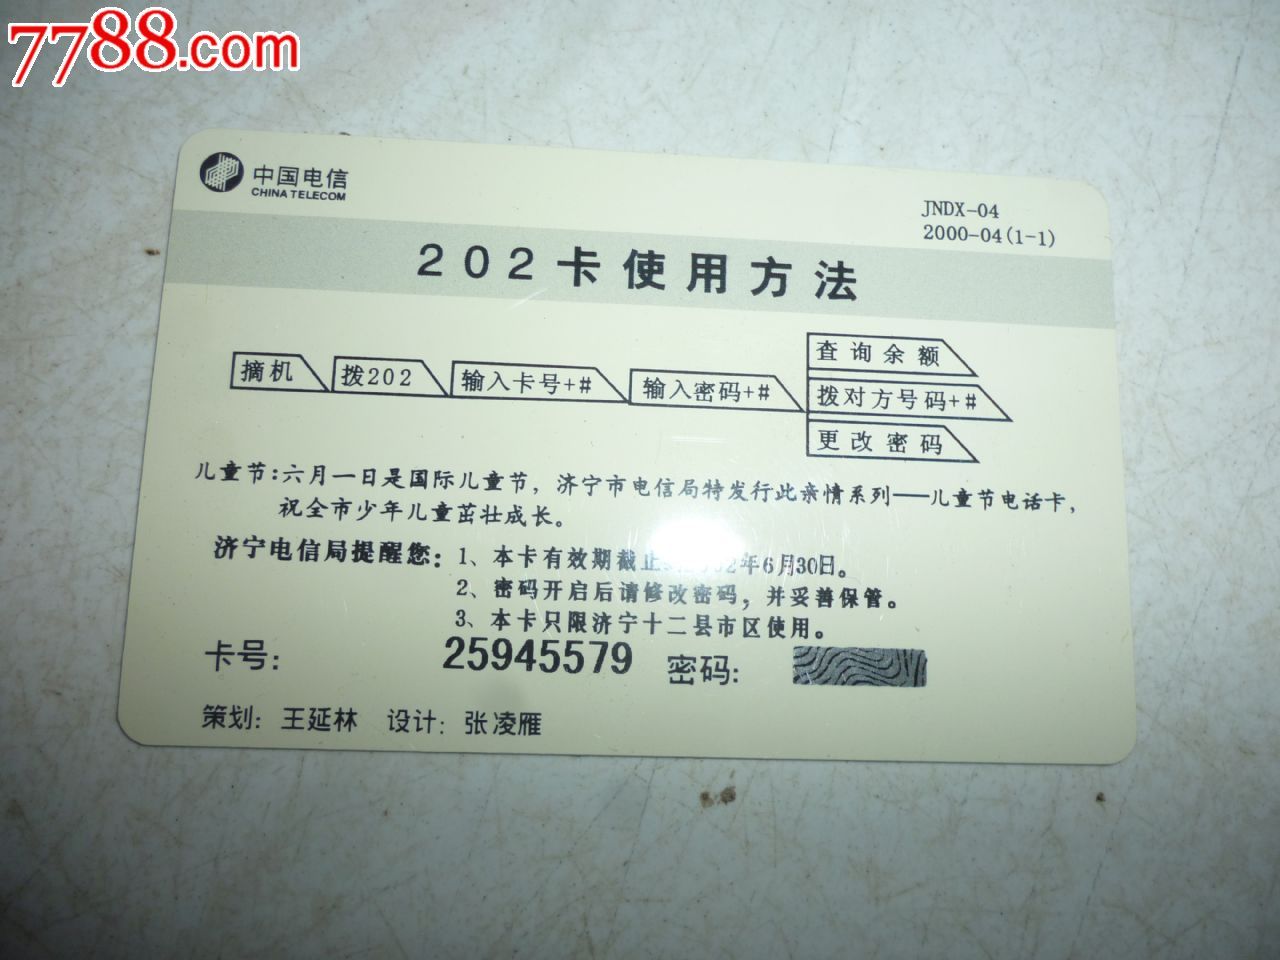 7788.com
中国电信
CHINA TELECOM
JNDX-04
2000-04(1-1)
202卡使用方法
摘机 拨202 输入卡号+# 输入密码+#
查询余额
拨对方号码+#
更改密码
儿童节:六月一日是国际儿童节,济宁市电信局特发行此亲情系列——儿童节电话卡,
祝全市少年儿童茁壮成长。
济宁电信局提醒您:1、本卡有效期截止 02年6月30日。
2、密码开启后请修改密码,并妥善保管。
3、本卡只限济宁十二县市区使用。
卡号: 25945579 密码:
策划: 王延林 设计: 张凌雁